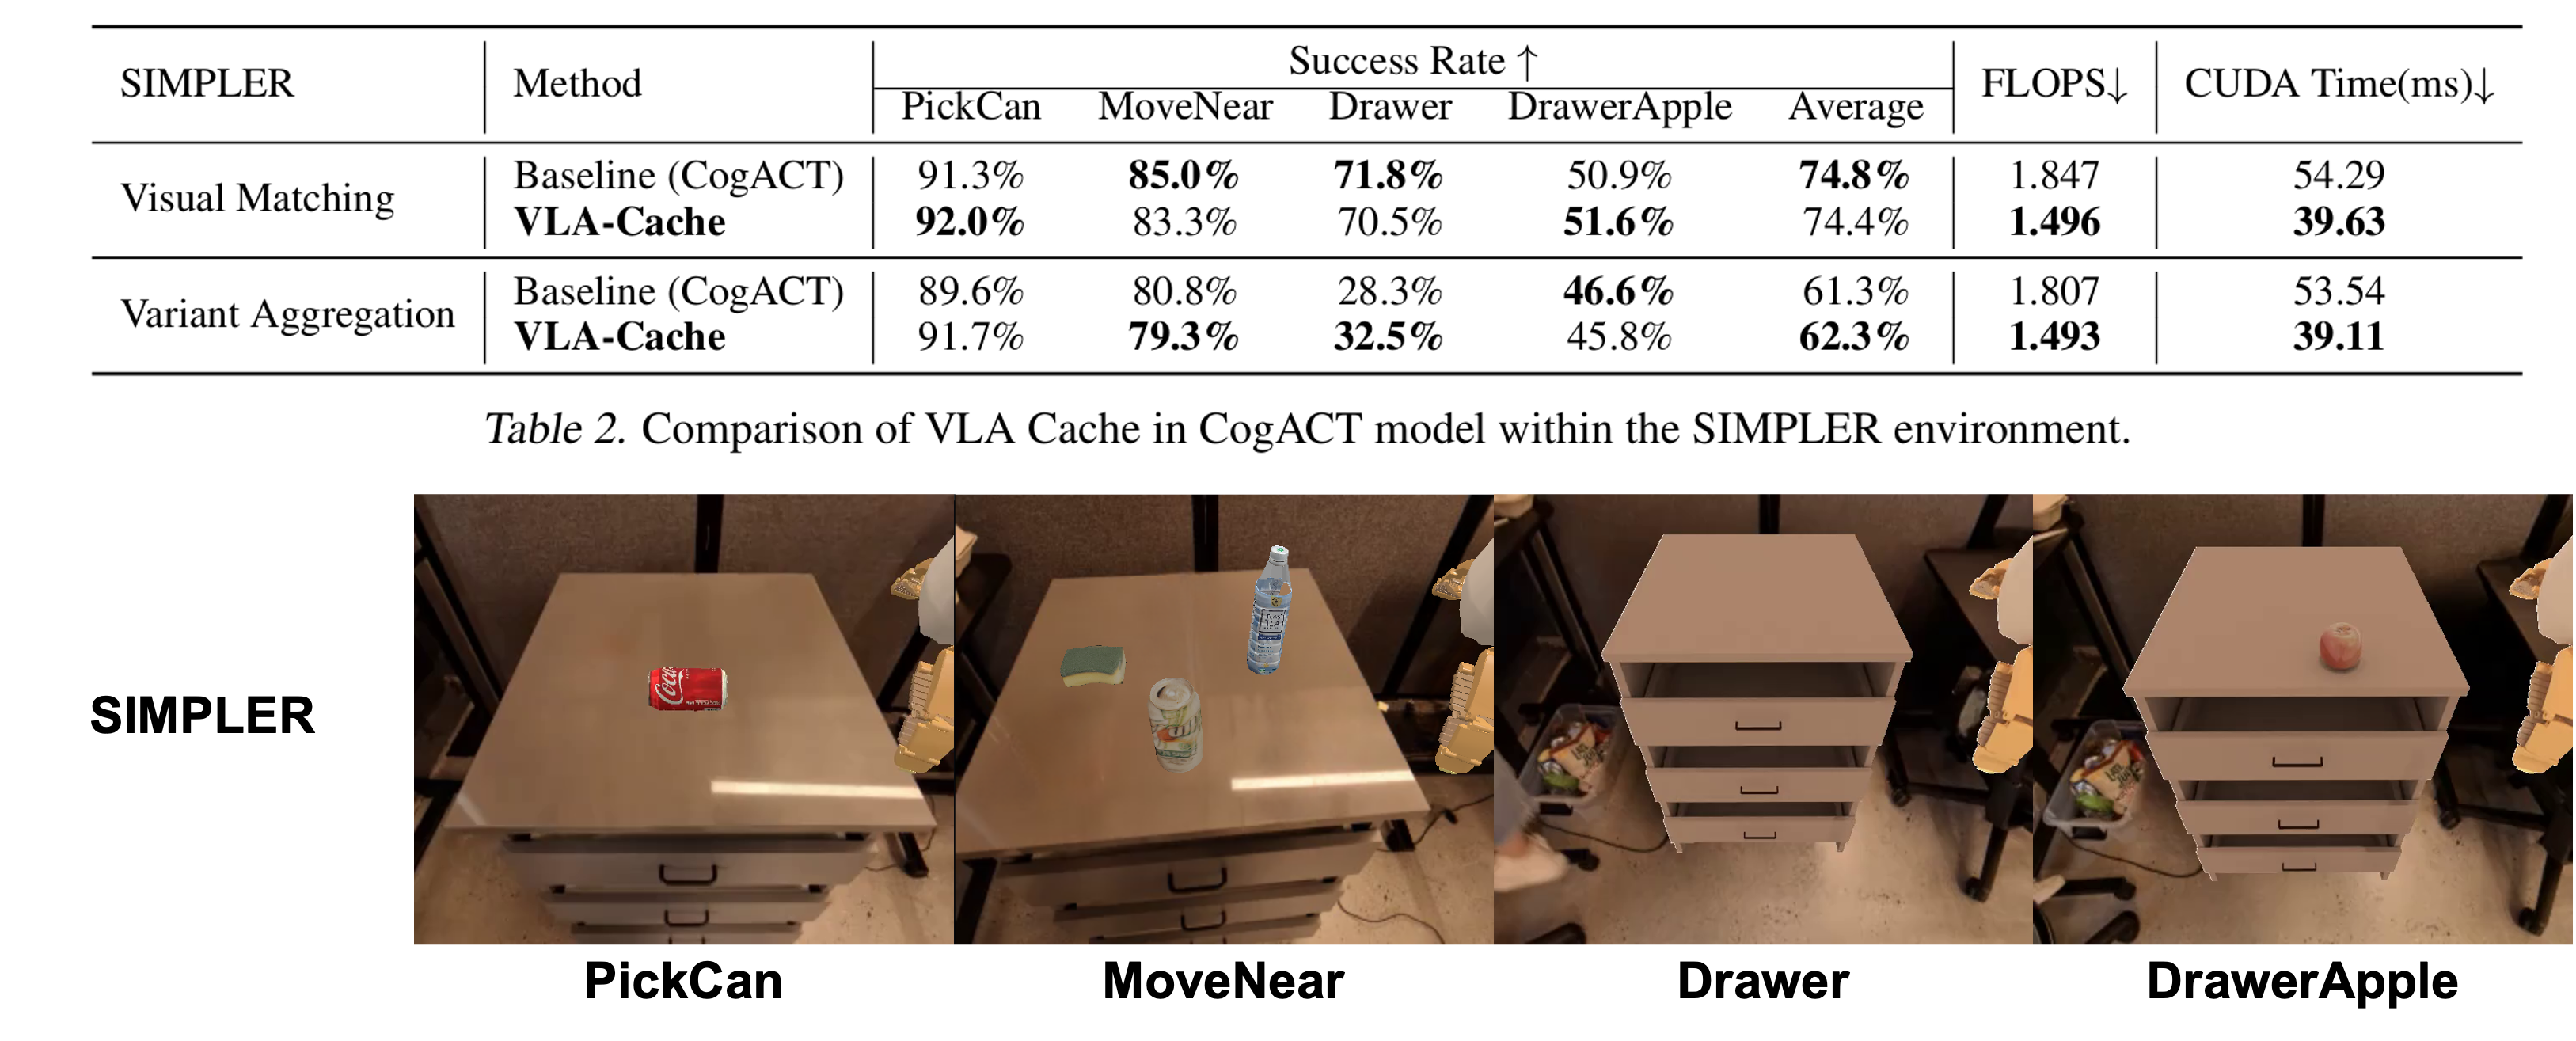 SIMPLER Method Success Rate ↑ FLOPS↓ CUDA Time(ms)↓
PickCan MoveNear Drawer DrawerApple Average
Visual Matching Baseline (CogACT) 91.3% 85.0% 71.8% 50.9% 74.8% 1.847 54.29
VLA-Cache 92.0% 83.3% 70.5% 51.6% 74.4% 1.496 39.63
Variant Aggregation Baseline (CogACT) 89.6% 80.8% 28.3% 46.6% 61.3% 1.807 53.54
VLA-Cache 91.7% 79.3% 32.5% 45.8% 62.3% 1.493 39.11
Table 2. Comparison of VLA Cache in CogACT model within the SIMPLER environment.
SIMPLER
PickCan MoveNear Drawer DrawerApple